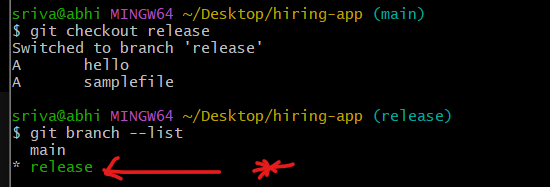 sriva@abhi MINGW64 ~/Desktop/hiring-app (main)
$ git checkout release
Switched to branch 'release'
A       hello
A       samplefile
sriva@abhi MINGW64 ~/Desktop/hiring-app (release)
$ git branch --list
  main
* release